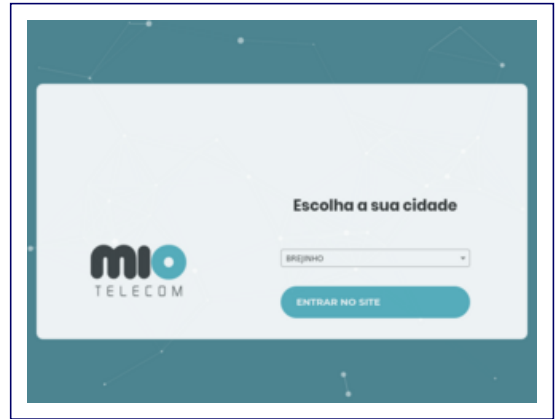 Escolha a sua cidade
BREJINHO
mio
TELECOM
ENTRAR NO SITE